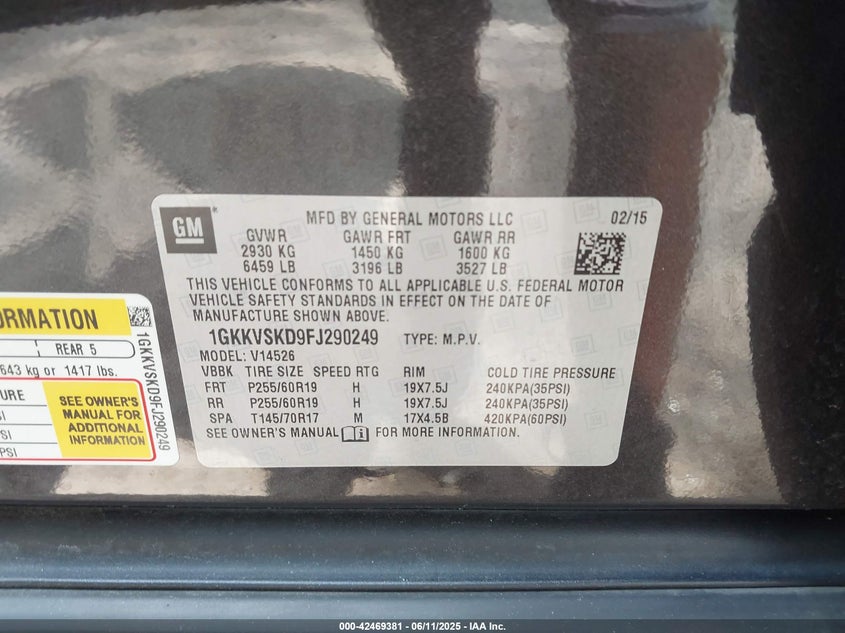 GM
MFD BY GENERAL MOTORS LLC 02/15
GVWR GAWR FRT GAWR RR
2930 KG 1450 KG 1600 KG
6459 LB 3196 LB 3527 LB
THIS VEHICLE CONFORMS TO ALL APPLICABLE U.S. FEDERAL MOTOR
VEHICLE SAFETY STANDARDS IN EFFECT ON THE DATE OF
MANUFACTURE SHOWN ABOVE.
1GKKVSKD9FJ290249 TYPE: M.P.V.
MODEL: V14526
VBBK TIRE SIZE SPEED RTG RIM COLD TIRE PRESSURE
FRT P255/60R19 H 19X7.5J 240KPA(35PSI)
RR P255/60R19 H 19X7.5J 240KPA(35PSI)
SPA T145/70R17 M 17X4.5B 420KPA(60PSI)
SEE OWNER'S MANUAL i FOR MORE INFORMATION.
ORMATION
REAR 5
643 kg or 1417 lbs.
SEE OWNER'S
MANUAL FOR
ADDITIONAL
INFORMATION
URE
SI
PSI
PSI
1GKKVSKD9FJ290249
000-42469381 / 06/11/2025 - IAA Inc.